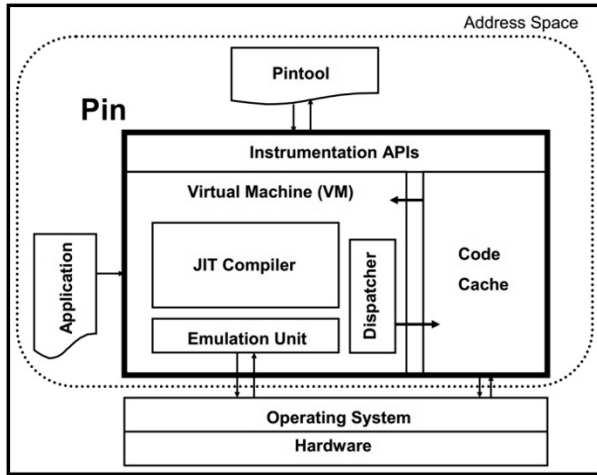 Address Space
Pintool
Pin
Instrumentation APIs
Virtual Machine (VM)
Application
JIT Compiler
Dispatcher
Code
Cache
Emulation Unit
Operating System
Hardware